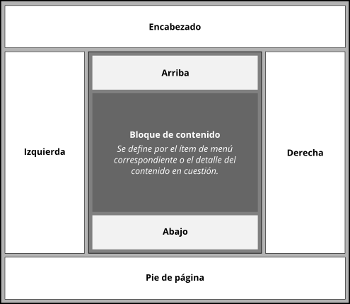 Encabezado
Arriba
Izquierda
Bloque de contenido
Se define por el ítem de menú
correspondiente o el detalle del
contenido en cuestión.
Derecha
Abajo
Pie de página